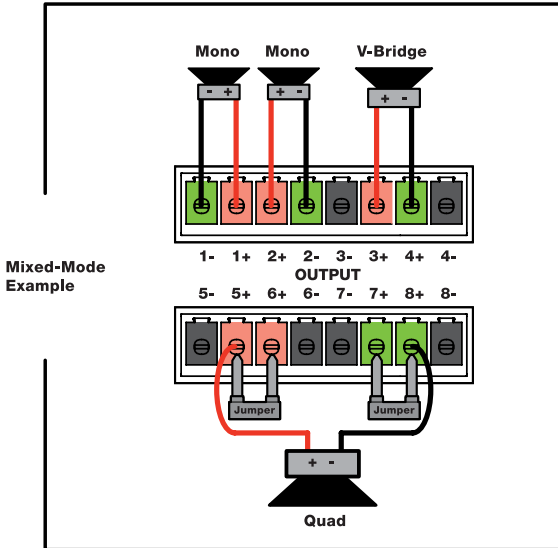 Mono Mono V-Bridge
- + + - + -
1- 1+ 2+ 2- 3- 3+ 4+ 4-
Mixed-Mode
Example
OUTPUT
5- 5+ 6+ 6- 7- 7+ 8+ 8-
Jumper Jumper
+ -
Quad